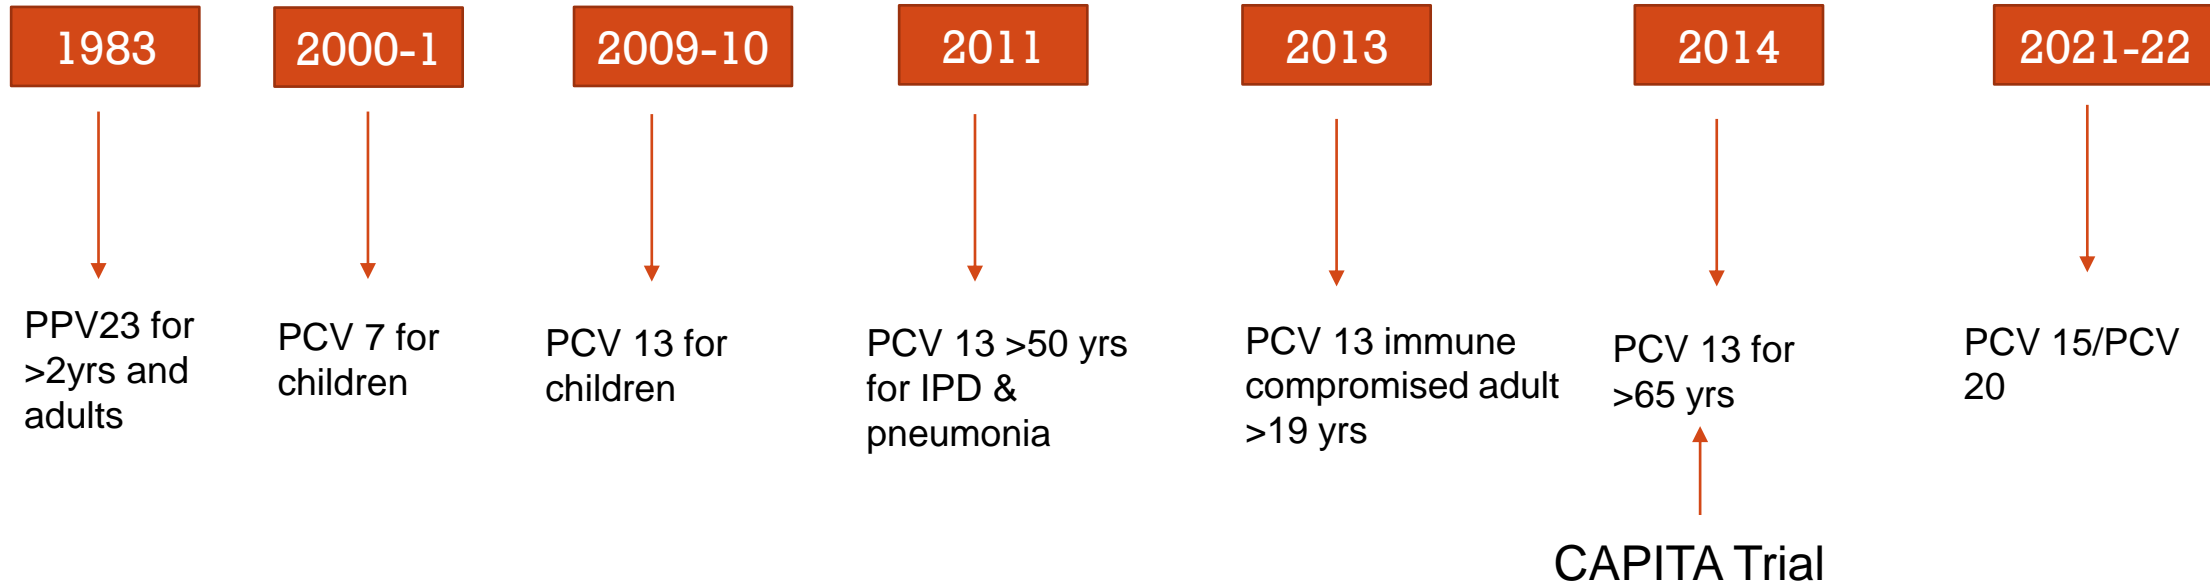 1983
2000-1
2009-10
2011
2013
2014
2021-22
PPV23 for
>2yrs and
adults
PCV 7 for
children
PCV 13 for
children
PCV 13 >50 yrs
for IPD &
pneumonia
PCV 13 immune
compromised adult
>19 yrs
PCV 13 for
>65 yrs
PCV 15/PCV
20
CAPITA Trial